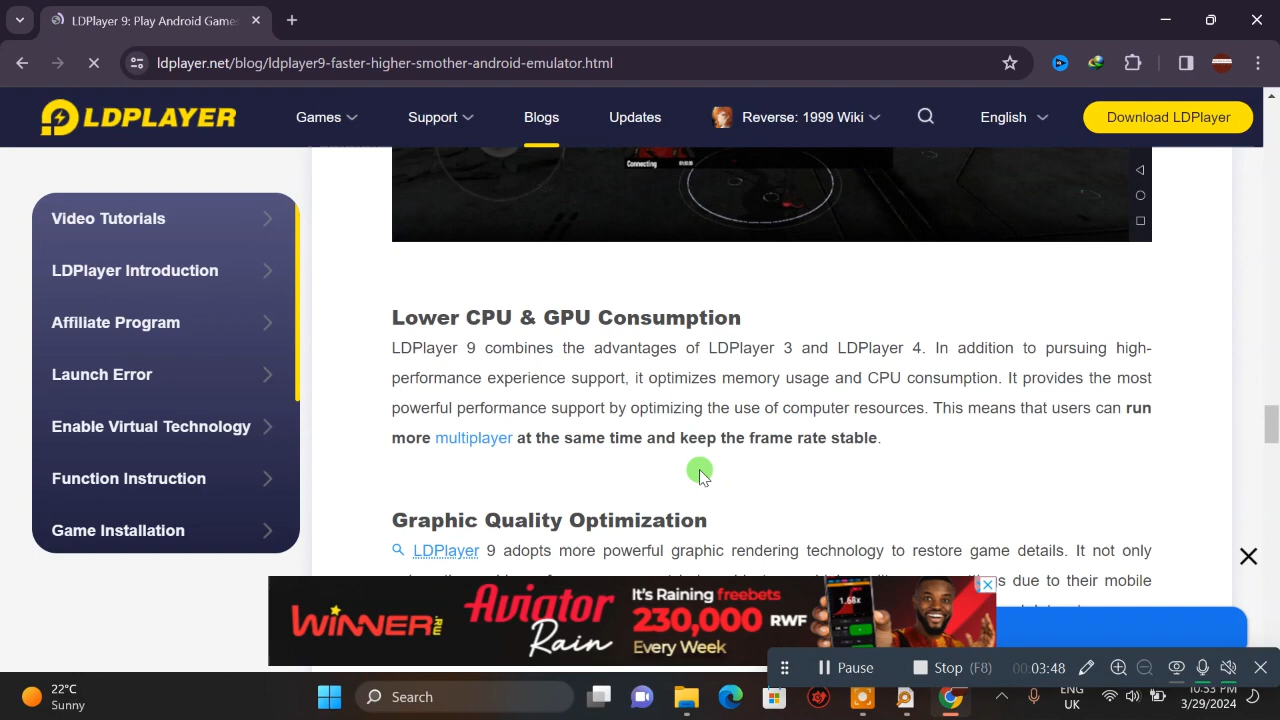 LDPlayer 9: Play Android Game
ldplayer.net/blog/ldplayer9-faster-higher-smother-android-emulator.html
LDPLAYER
Games
Support
Blogs
Updates
Reverse: 1999 Wiki
English
Download LDPlayer
Connecting
Video Tutorials
LDPlayer Introduction
Affiliate Program
Launch Error
Enable Virtual Technology
Function Instruction
Game Installation
Lower CPU & GPU Consumption
LDPlayer 9 combines the advantages of LDPlayer 3 and LDPlayer 4. In addition to pursuing high-
performance experience support, it optimizes memory usage and CPU consumption. It provides the most
powerful performance support by optimizing the use of computer resources. This means that users can run
more multiplayer at the same time and keep the frame rate stable.
Graphic Quality Optimization
LDPlayer 9 adopts more powerful graphic rendering technology to restore game details. It not only
due to their mobile
WINNER.RW
Aviator
Rain
It's Raining freebets
230,000 RWF
Every Week
1.68x
Pause
Stop (F8)
00:03:48
22°C
Sunny
Search
ENG
UK
10:53 PM
3/29/2024